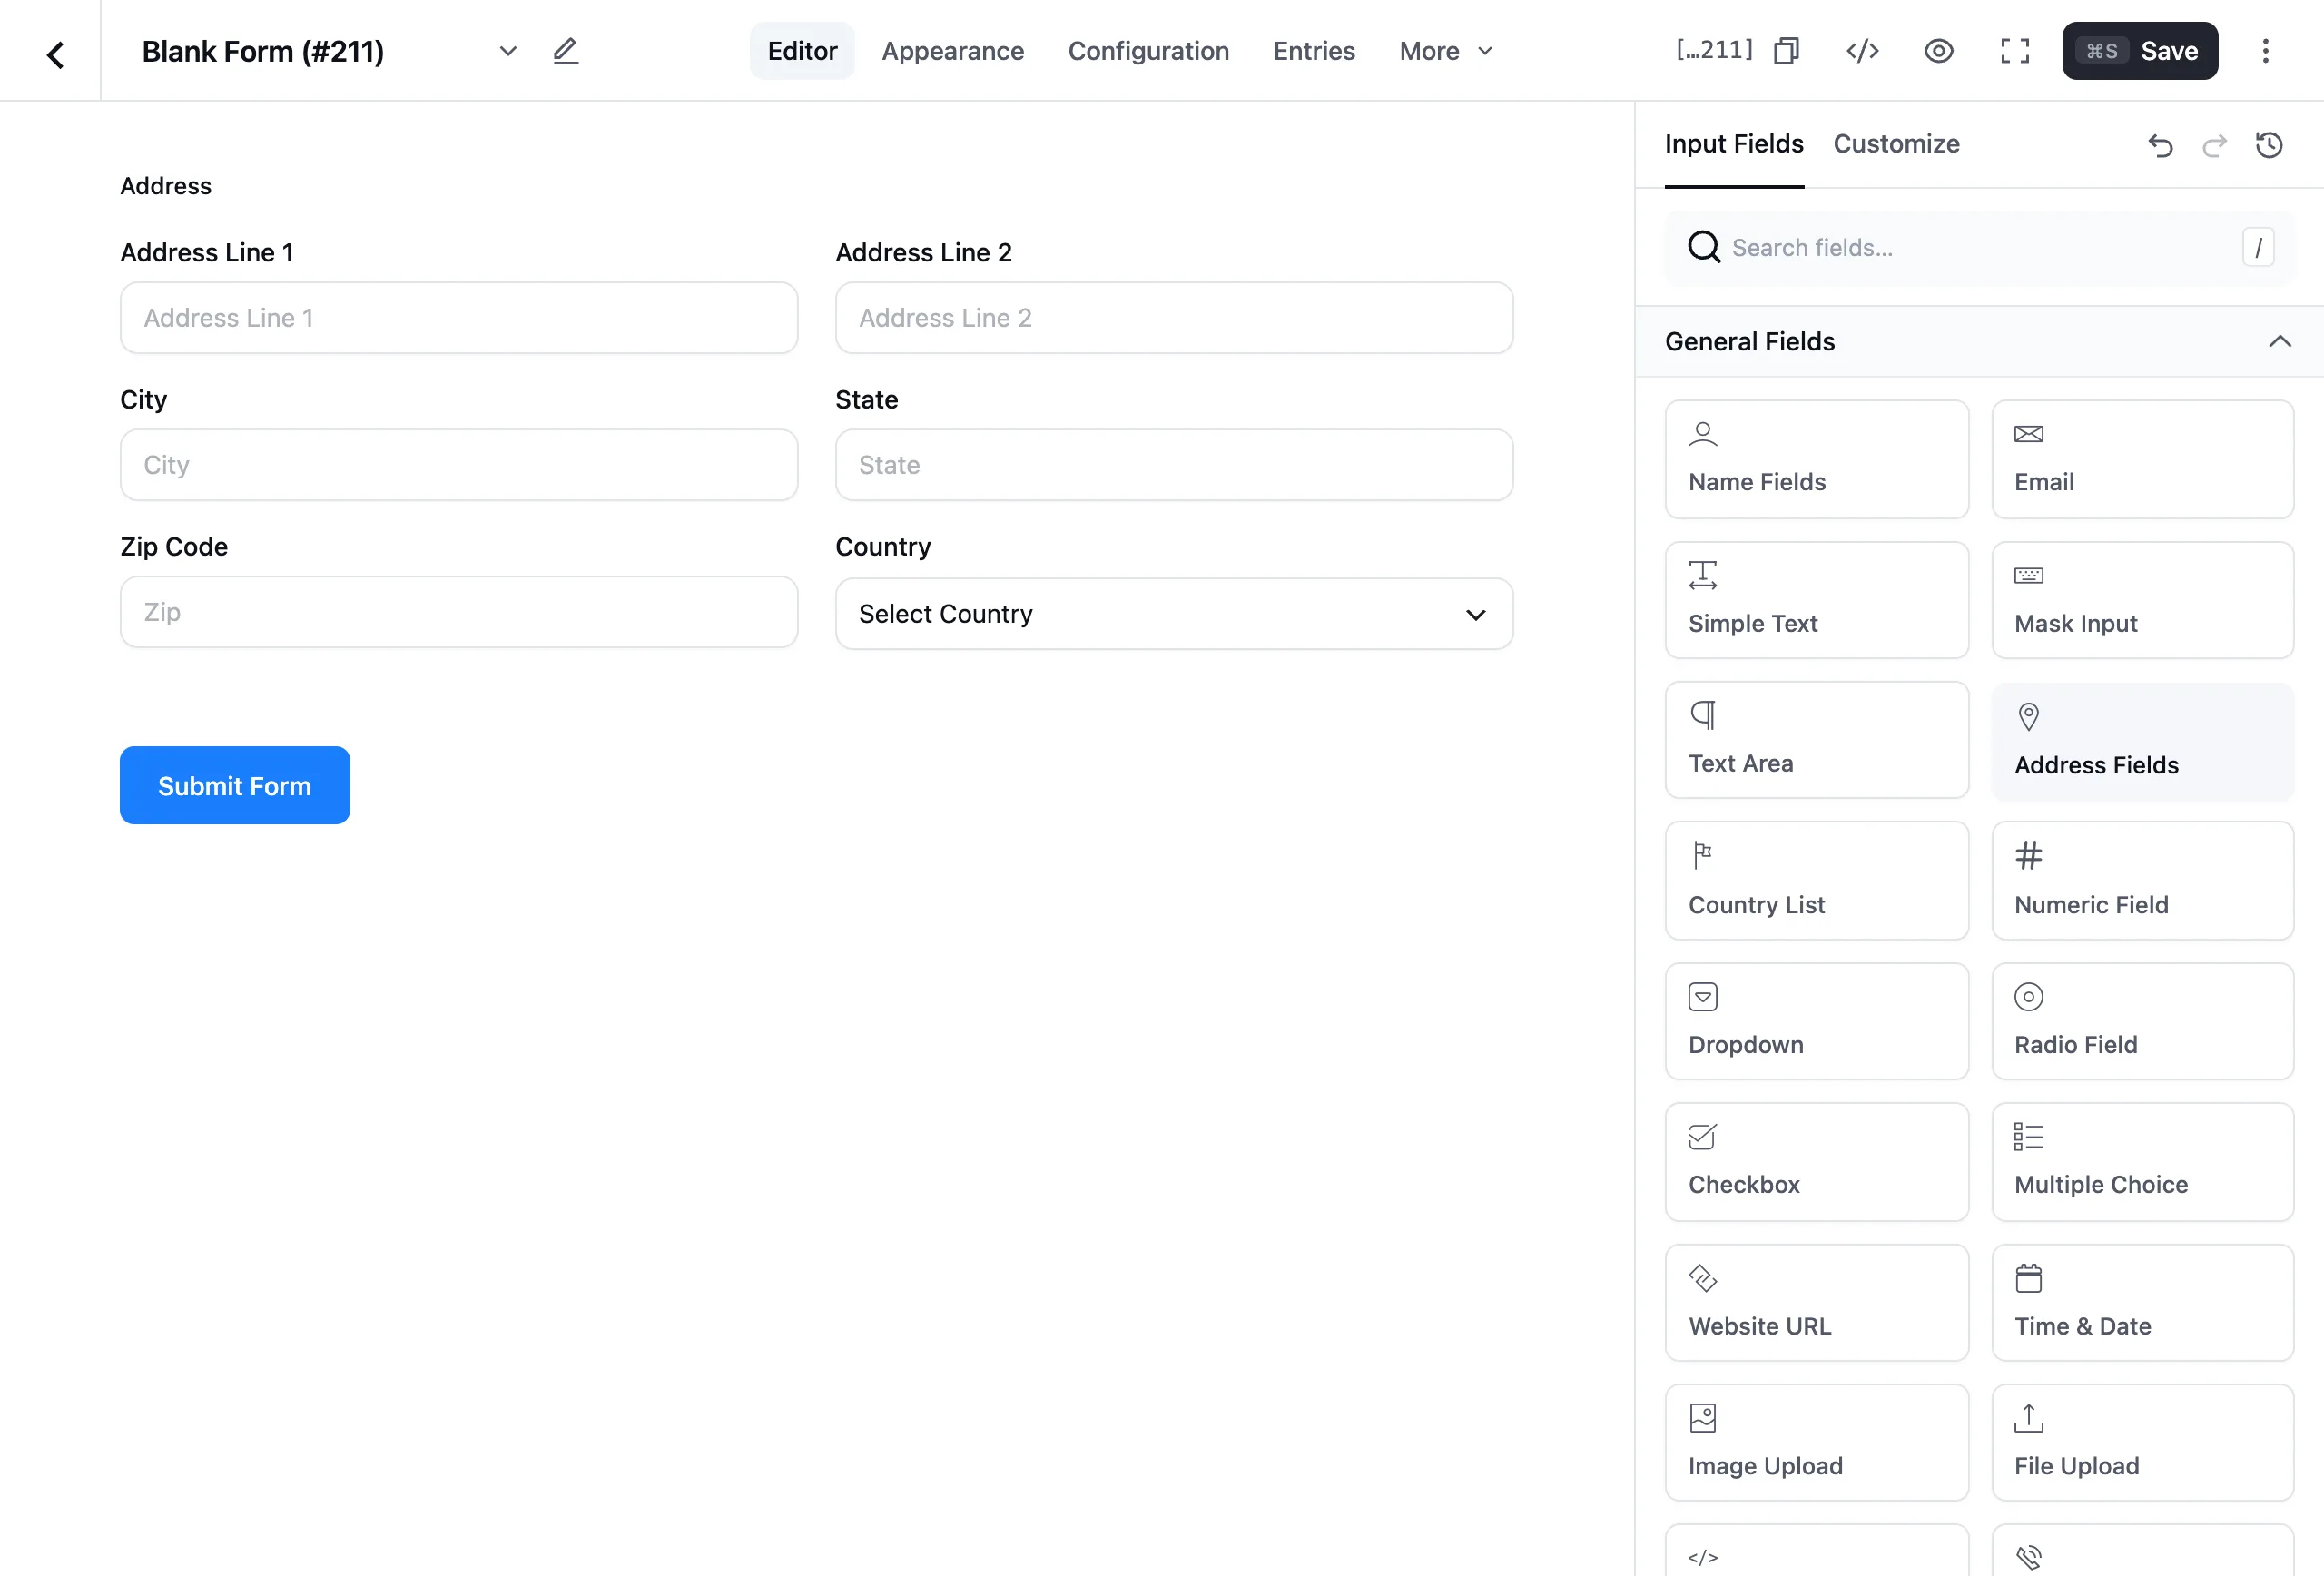 Blank Form (#211)
Editor
Appearance
Configuration
Entries
More
[…211]
⌘S Save
Address
Address Line 1
Address Line 2
Address Line 1
Address Line 2
City
State
City
State
Zip Code
Country
Zip
Select Country
Submit Form
Input Fields
Customize
Search fields...
/
General Fields
Name Fields
Email
Simple Text
Mask Input
Text Area
Address Fields
Country List
Numeric Field
Dropdown
Radio Field
Checkbox
Multiple Choice
Website URL
Time & Date
Image Upload
File Upload